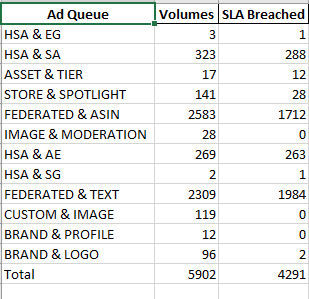 Ad Queue Volumes SLA Breached
HSA & EG 3 1
HSA & SA 323 288
ASSET & TIER 17 12
STORE & SPOTLIGHT 141 28
FEDERATED & ASIN 2583 1712
IMAGE & MODERATION 28 0
HSA & AE 269 263
HSA & SG 2 1
FEDERATED & TEXT 2309 1984
CUSTOM & IMAGE 119 0
BRAND & PROFILE 12 0
BRAND & LOGO 96 2
Total 5902 4291